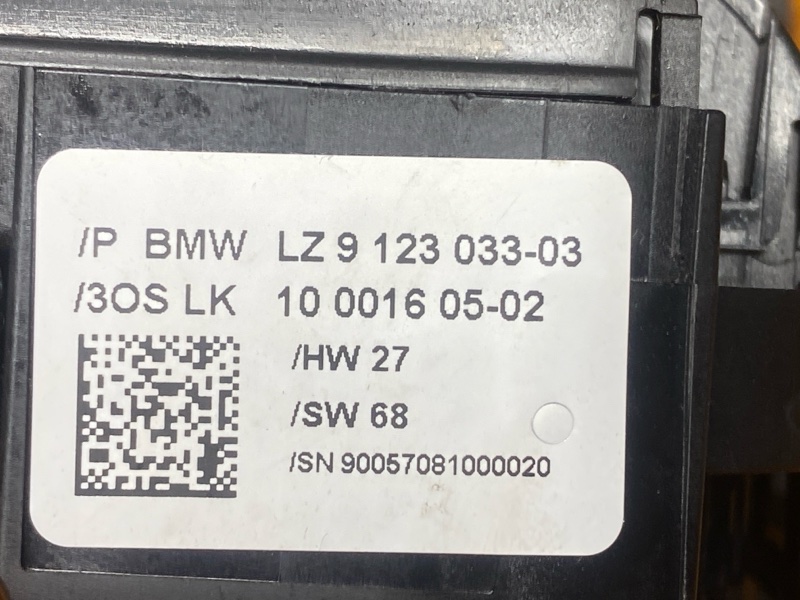 /P BMW LZ 9 123 033-03
/3OS LK 10 0016 05-02
/HW 27
/SW 68
/SN 90057081000020